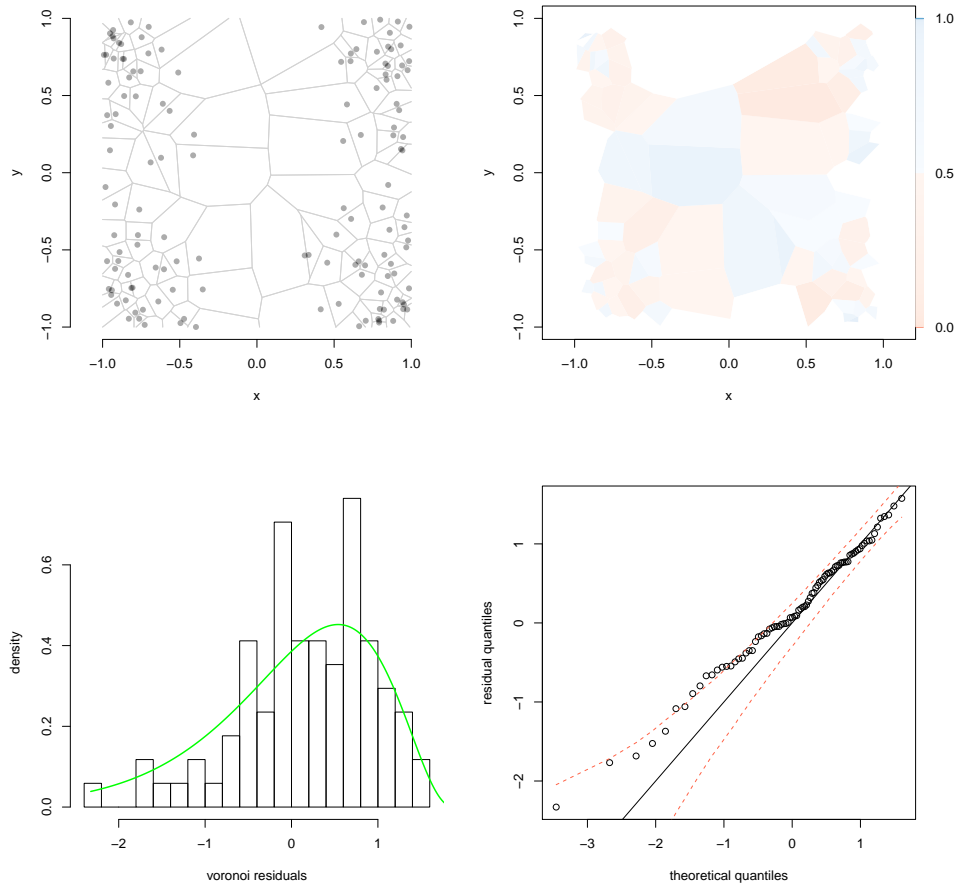 1.0
0.5
0.0
−0.5
−1.0
y
−1.0 −0.5 0.0 0.5 1.0
x
1.0
0.5
0.0
−0.5
−1.0
y
−1.0 −0.5 0.0 0.5 1.0
x
1.0
0.5
0.0
0.6
0.4
0.2
0.0
density
−2 −1 0 1
voronoi residuals
1
0
−1
−2
residual quantiles
−3 −2 −1 0 1
theoretical quantiles